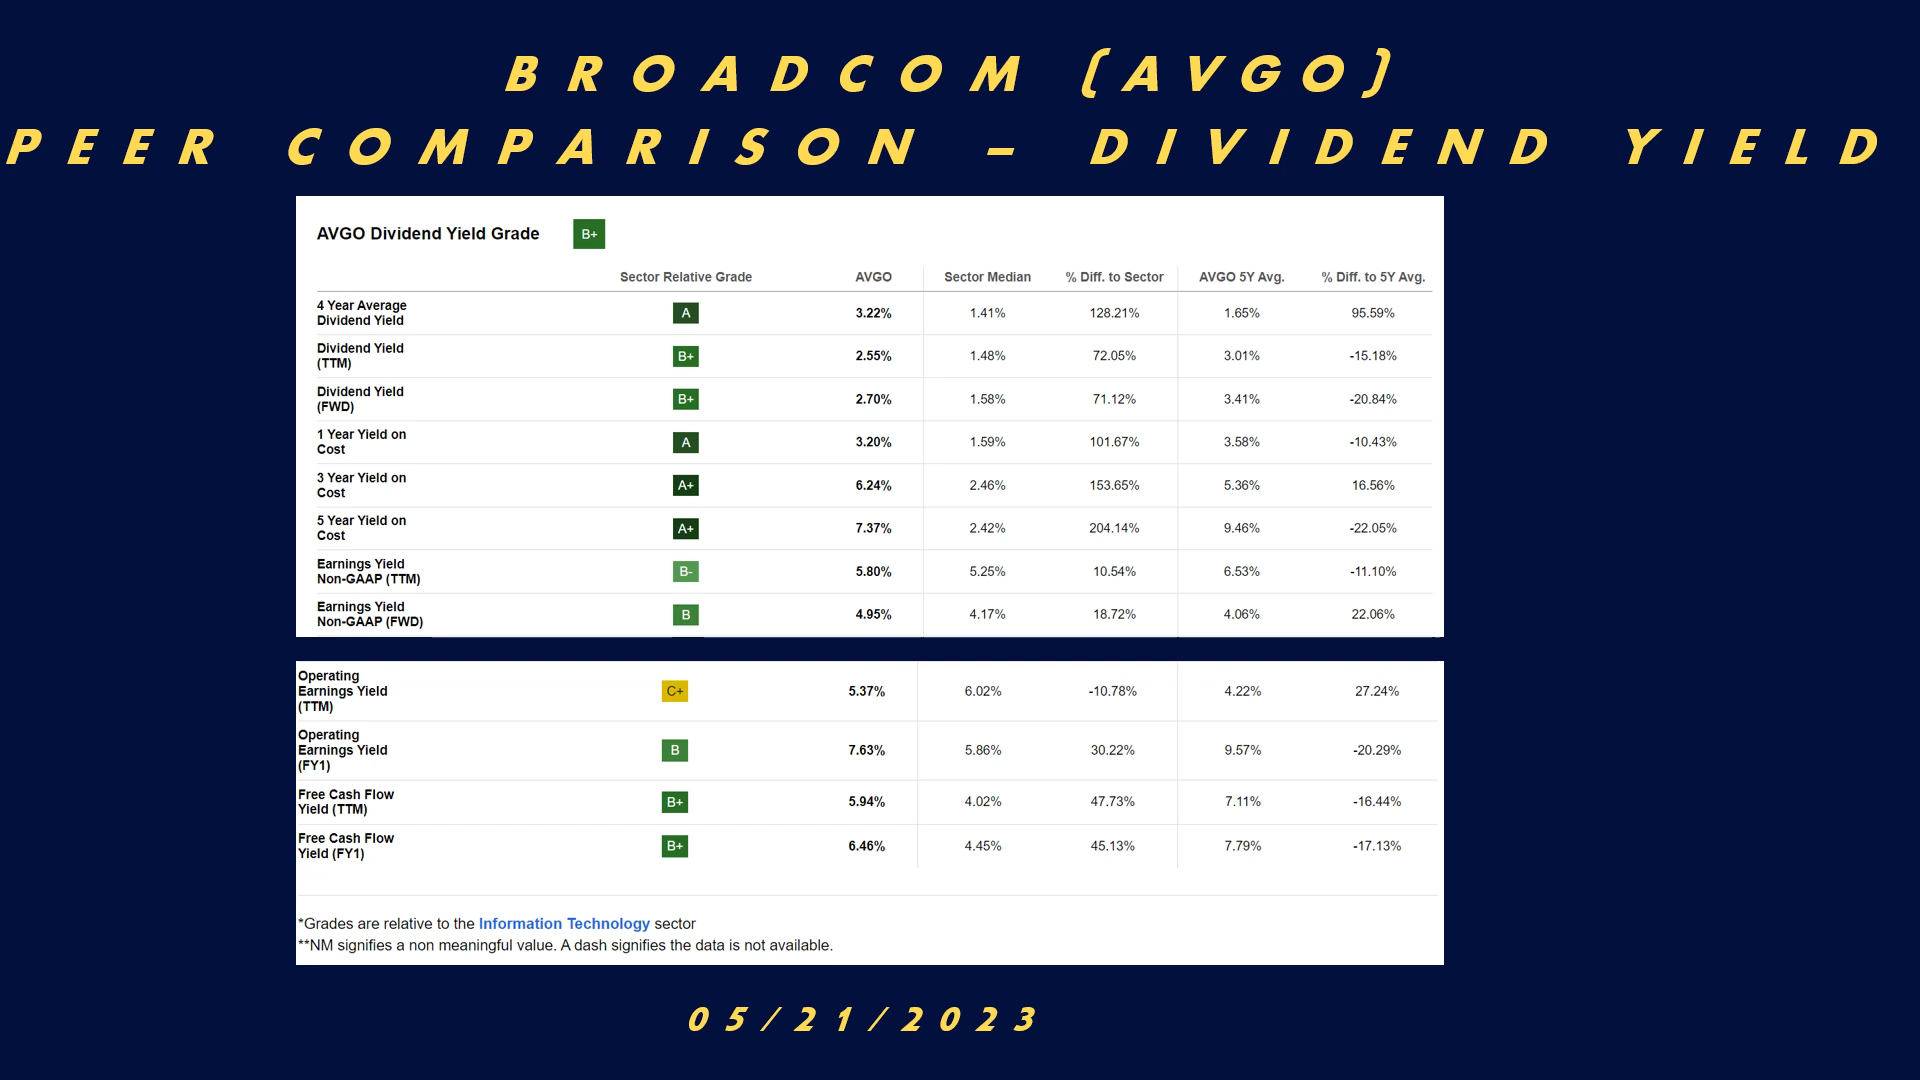 BROADCOM (AVGO)
PEER COMPARISON – DIVIDEND YIELD
AVGO Dividend Yield Grade B+
Sector Relative Grade AVGO Sector Median % Diff. to Sector AVGO 5Y Avg. % Diff. to 5Y Avg.
4 Year Average
Dividend Yield A 3.22% 1.41% 128.21% 1.65% 95.59%
Dividend Yield
(TTM) B+ 2.55% 1.48% 72.05% 3.01% -15.18%
Dividend Yield
(FWD) B+ 2.70% 1.58% 71.12% 3.41% -20.84%
1 Year Yield on
Cost A 3.20% 1.59% 101.67% 3.58% -10.43%
3 Year Yield on
Cost A+ 6.24% 2.46% 153.65% 5.36% 16.56%
5 Year Yield on
Cost A+ 7.37% 2.42% 204.14% 9.46% -22.05%
Earnings Yield
Non-GAAP (TTM) B- 5.80% 5.25% 10.54% 6.53% -11.10%
Earnings Yield
Non-GAAP (FWD) B 4.95% 4.17% 18.72% 4.06% 22.06%
Operating
Earnings Yield C+ 5.37% 6.02% -10.78% 4.22% 27.24%
(TTM)
Operating
Earnings Yield B 7.63% 5.86% 30.22% 9.57% -20.29%
(FY1)
Free Cash Flow
Yield (TTM) B+ 5.94% 4.02% 47.73% 7.11% -16.44%
Free Cash Flow
Yield (FY1) B+ 6.46% 4.45% 45.13% 7.79% -17.13%
*Grades are relative to the Information Technology sector
**NM signifies a non meaningful value. A dash signifies the data is not available.
05/21/2023